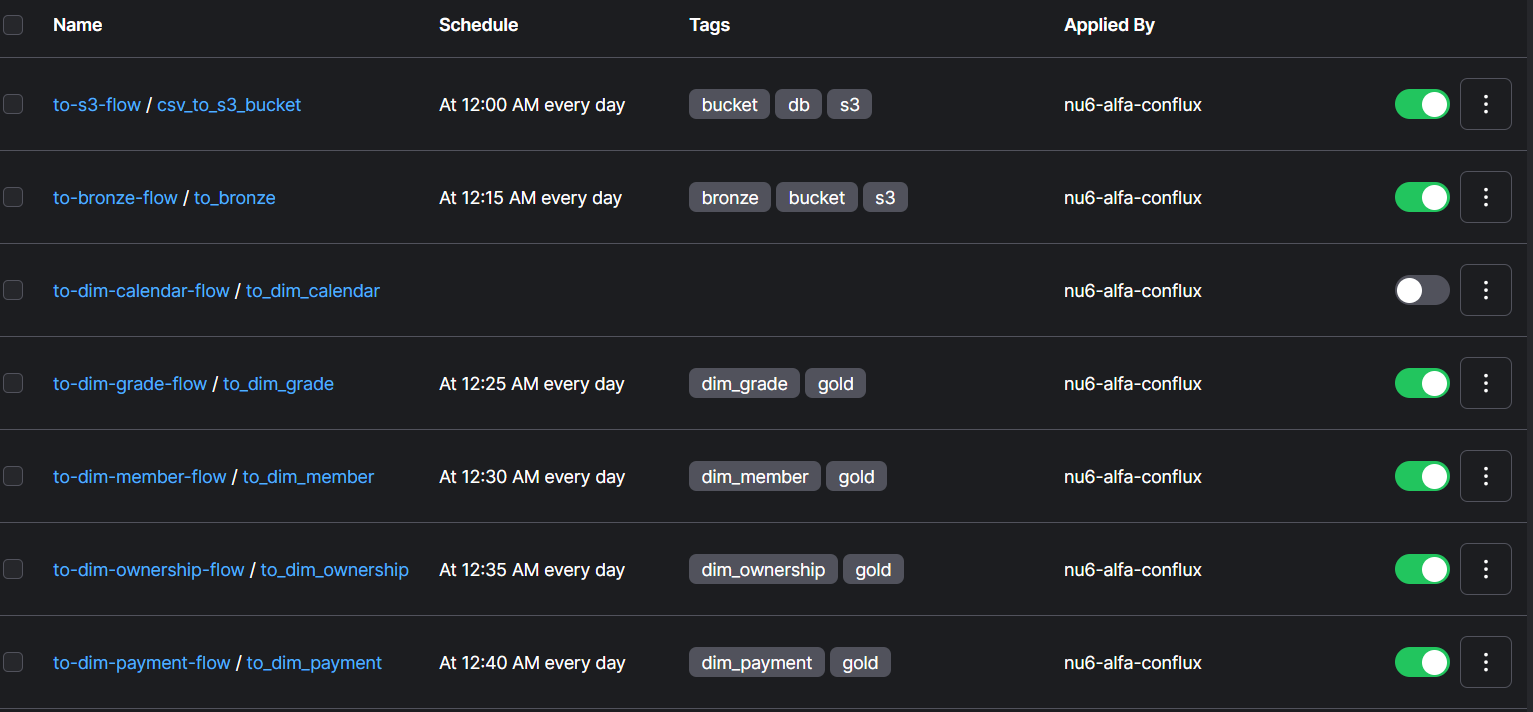 Name Schedule Tags Applied By
to-s3-flow / csv_to_s3_bucket At 12:00 AM every day bucket db s3 nu6-alfa-conflux
to-bronze-flow / to_bronze At 12:15 AM every day bronze bucket s3 nu6-alfa-conflux
to-dim-calendar-flow / to_dim_calendar nu6-alfa-conflux
to-dim-grade-flow / to_dim_grade At 12:25 AM every day dim_grade gold nu6-alfa-conflux
to-dim-member-flow / to_dim_member At 12:30 AM every day dim_member gold nu6-alfa-conflux
to-dim-ownership-flow / to_dim_ownership At 12:35 AM every day dim_ownership gold nu6-alfa-conflux
to-dim-payment-flow / to_dim_payment At 12:40 AM every day dim_payment gold nu6-alfa-conflux